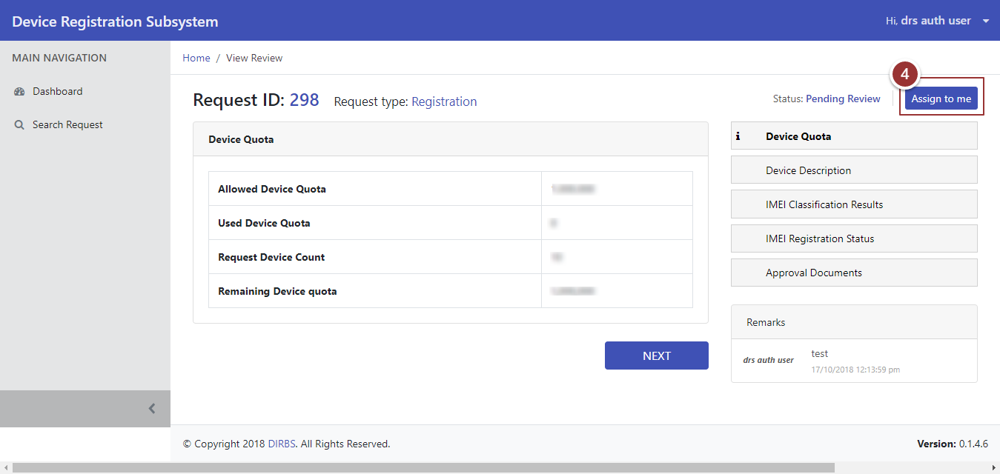 Device Registration Subsystem
Hi, drs auth user
MAIN NAVIGATION
Dashboard
Search Request
Home / View Review
Request ID: 298 Request type: Registration
Status: Pending Review
4
Assign to me
Device Quota
Allowed Device Quota
Used Device Quota
Request Device Count
Remaining Device quota
NEXT
Device Quota
Device Description
IMEI Classification Results
IMEI Registration Status
Approval Documents
Remarks
drs auth user
test
17/10/2018 12:13:59 pm
© Copyright 2018 DIRBS. All Rights Reserved.
Version: 0.1.4.6